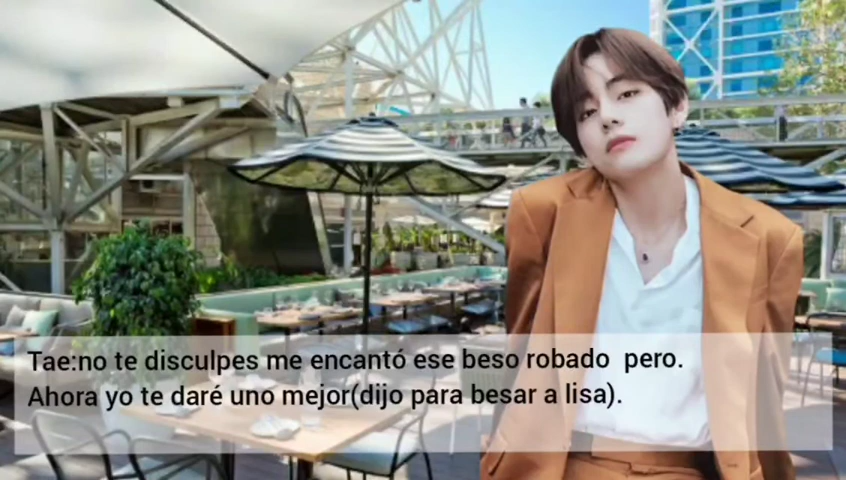 Tae:no te disculpes me encantó ese beso robado  pero.
Ahora yo te daré uno mejor(dijo para besar a lisa).